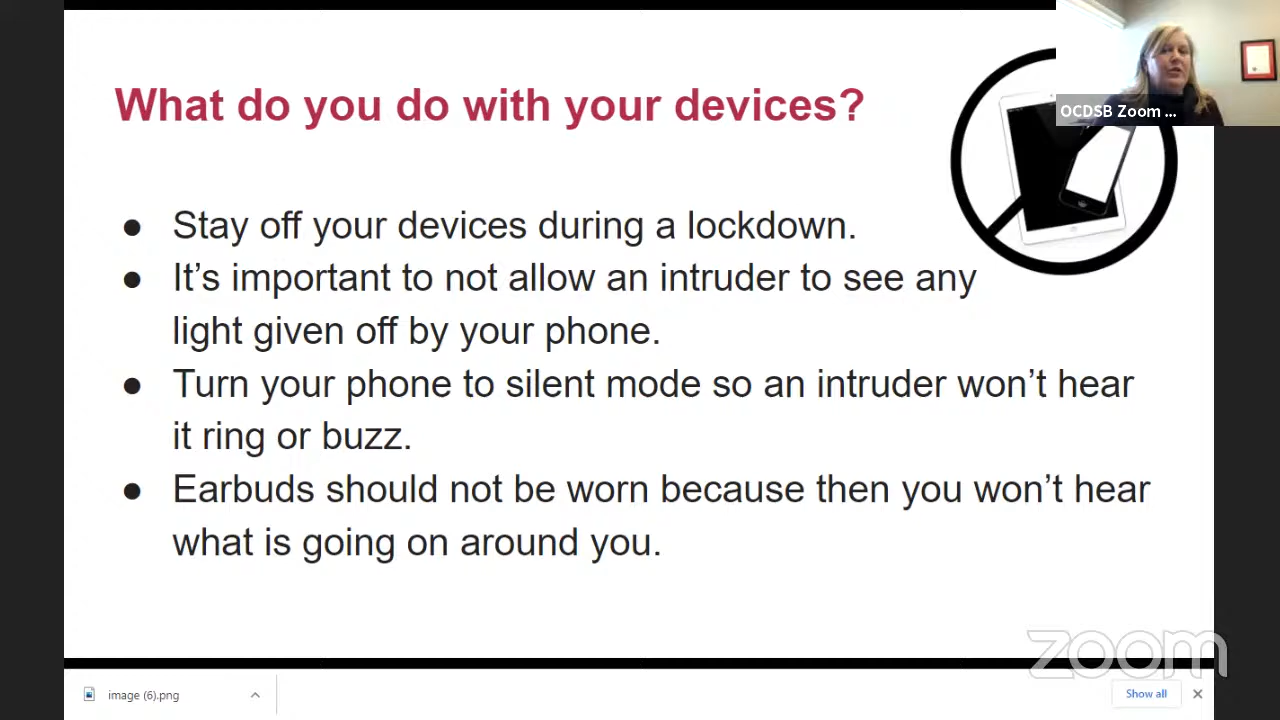 What do you do with your devices?
OCDSB Zoom ...
● Stay off your devices during a lockdown.
● It's important to not allow an intruder to see any
light given off by your phone.
● Turn your phone to silent mode so an intruder won't hear
it ring or buzz.
● Earbuds should not be worn because then you won't hear
what is going on around you.
zoom
image (6).png
Show all